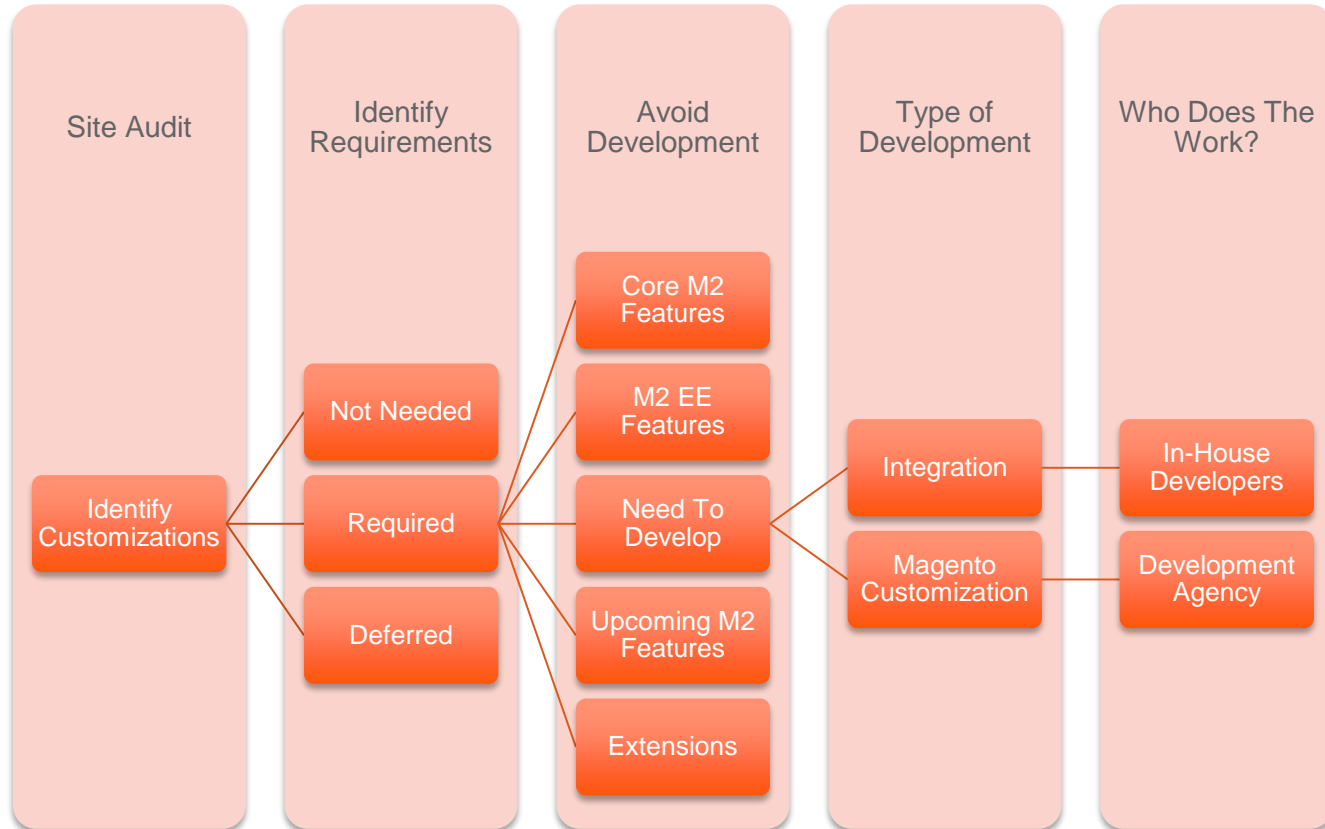 Site Audit
Identify
Requirements
Avoid
Development
Type of
Development
Who Does The
Work?
Identify
Customizations
Not Needed
Required
Deferred
Core M2
Features
M2 EE
Features
Need To
Develop
Upcoming M2
Features
Extensions
Integration
Magento
Customization
In-House
Developers
Development
Agency